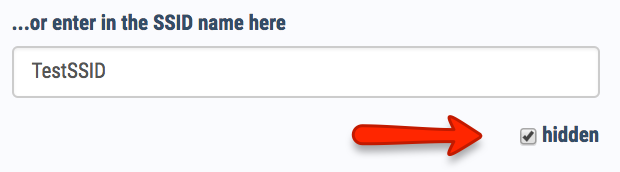 ...or enter in the SSID name here
TestSSID
hidden